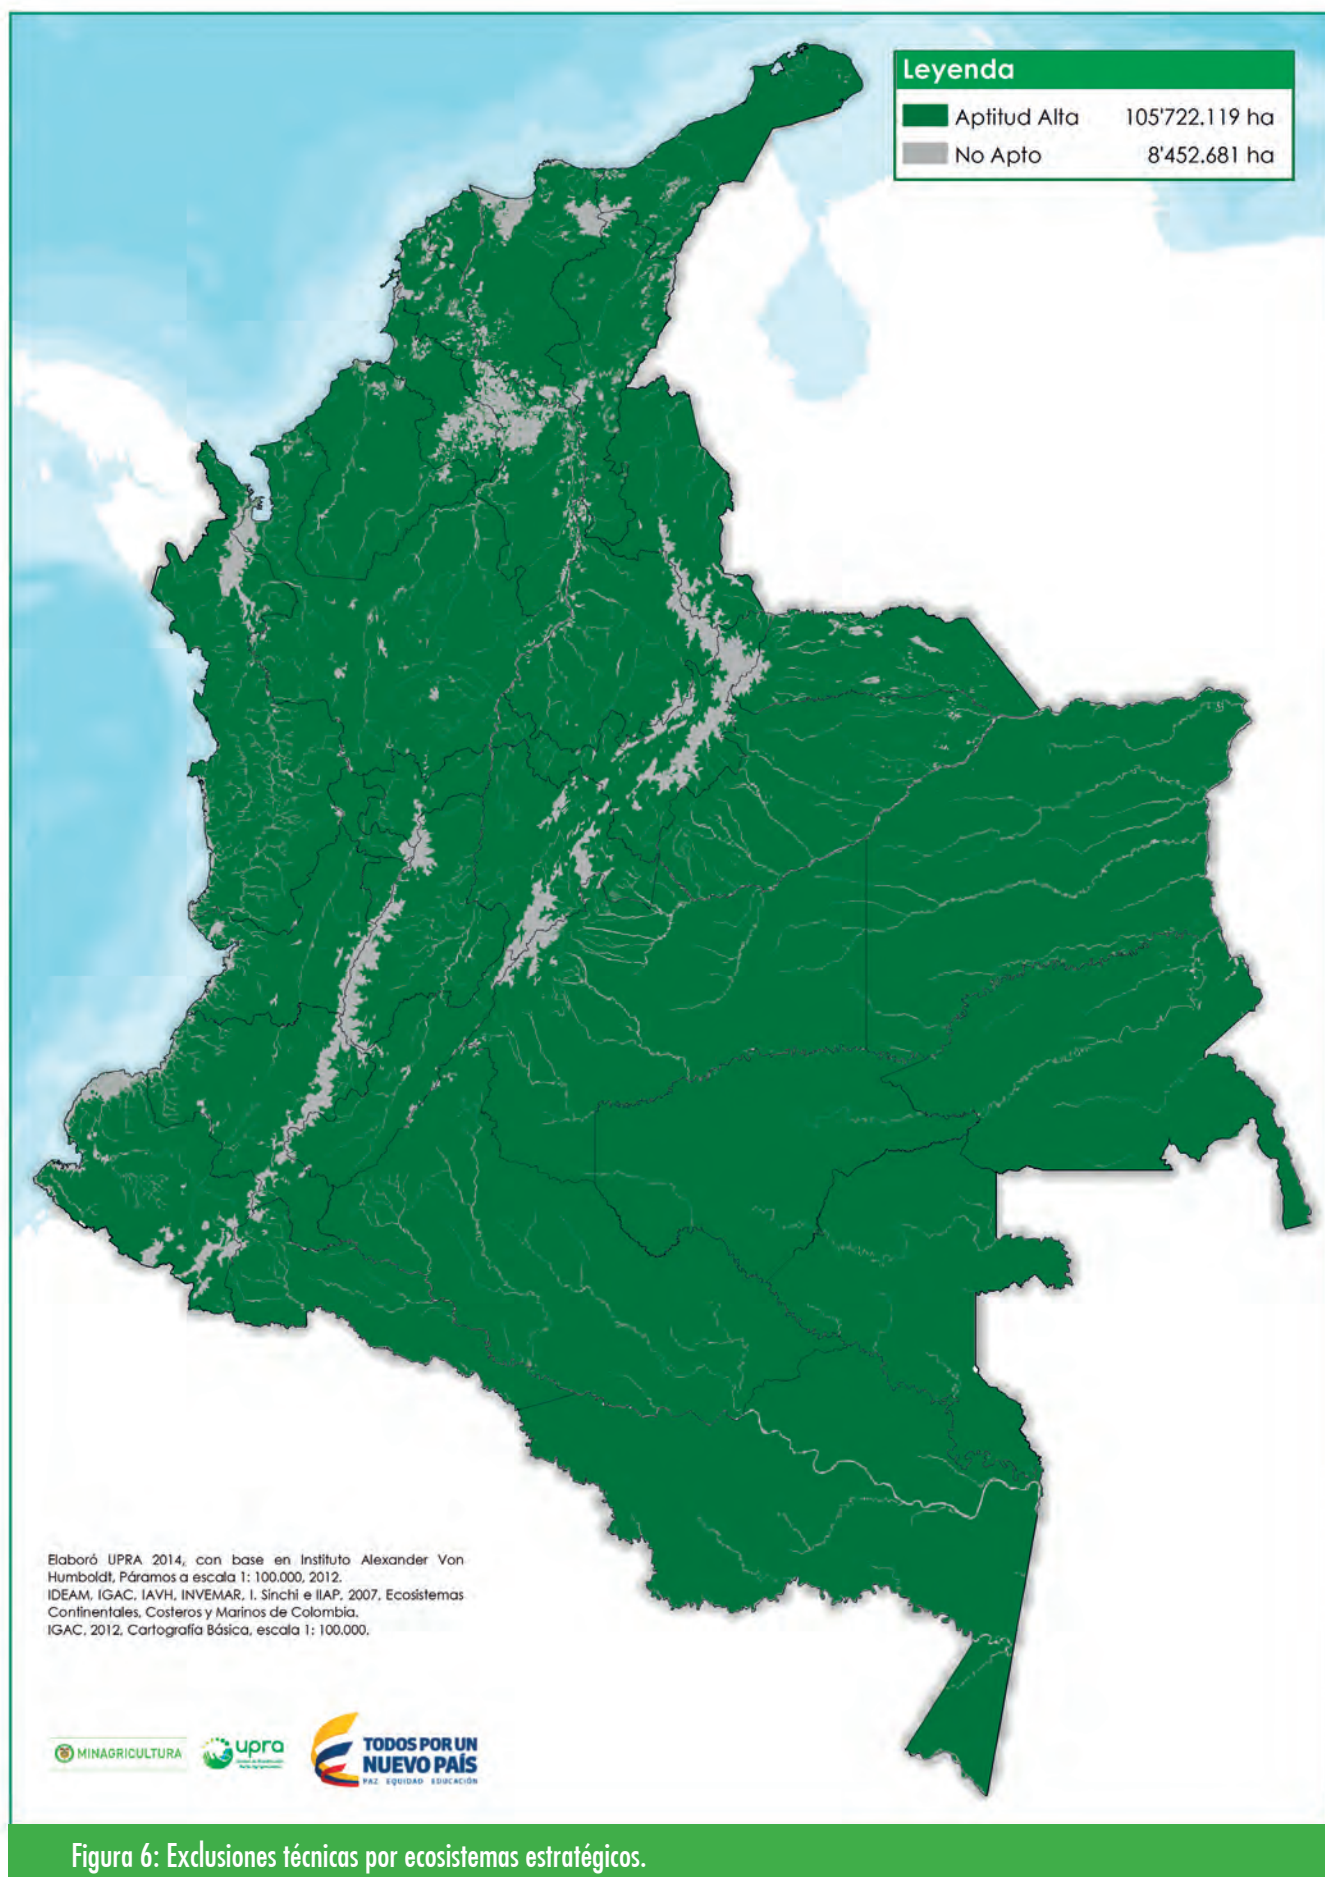 Leyenda
Aptitud Alta 105'722.119 ha
No Apto 8'452.681 ha
Elaboró UPRA 2014, con base en Instituto Alexander Von
Humboldt, Páramos a escala 1: 100.000, 2012.
IDEAM, IGAC, IAVH, INVEMAR, I. Sinchi e IIAP, 2007, Ecosistemas
Continentales, Costeros y Marinos de Colombia.
IGAC, 2012, Cartografía Básica, escala 1: 100.000.
MINAGRICULTURA
upra
TODOS POR UN
NUEVO PAÍS
PAZ EQUIDAD EDUCACIÓN
Figura 6: Exclusiones técnicas por ecosistemas estratégicos.